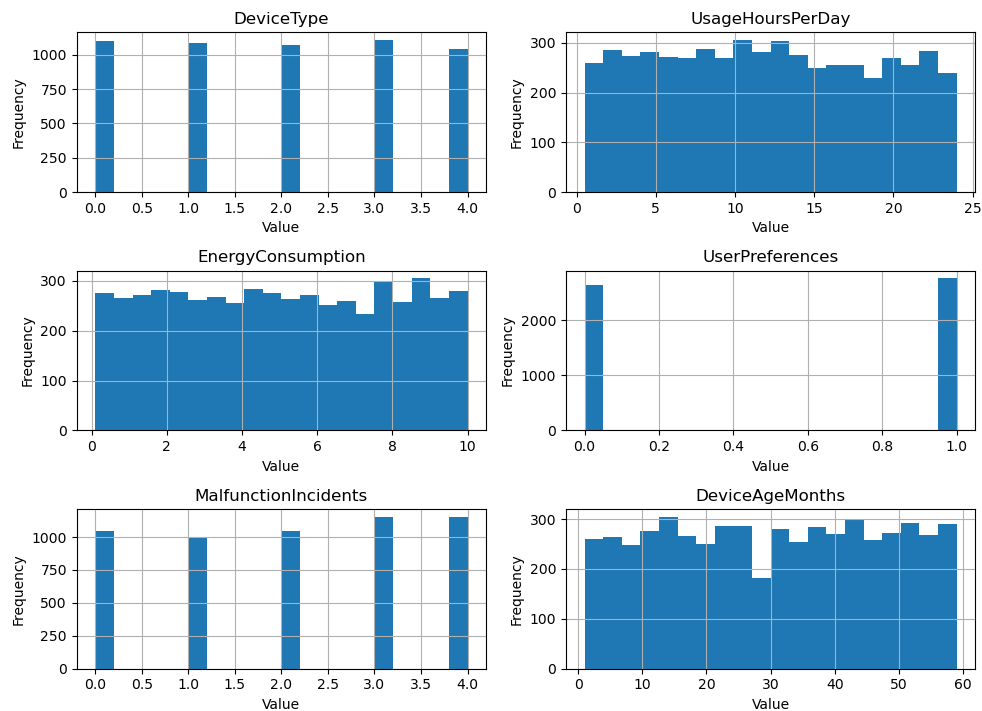 DeviceType
Frequency
1000
750
500
250
0
0.0 0.5 1.0 1.5 2.0 2.5 3.0 3.5 4.0
Value
UsageHoursPerDay
Frequency
300
200
100
0
0 5 10 15 20 25
Value
EnergyConsumption
Frequency
300
200
100
0
0 2 4 6 8 10
Value
UserPreferences
Frequency
2000
1000
0
0.0 0.2 0.4 0.6 0.8 1.0
Value
MalfunctionIncidents
Frequency
1000
750
500
250
0
0.0 0.5 1.0 1.5 2.0 2.5 3.0 3.5 4.0
Value
DeviceAgeMonths
Frequency
300
200
100
0
0 10 20 30 40 50 60
Value